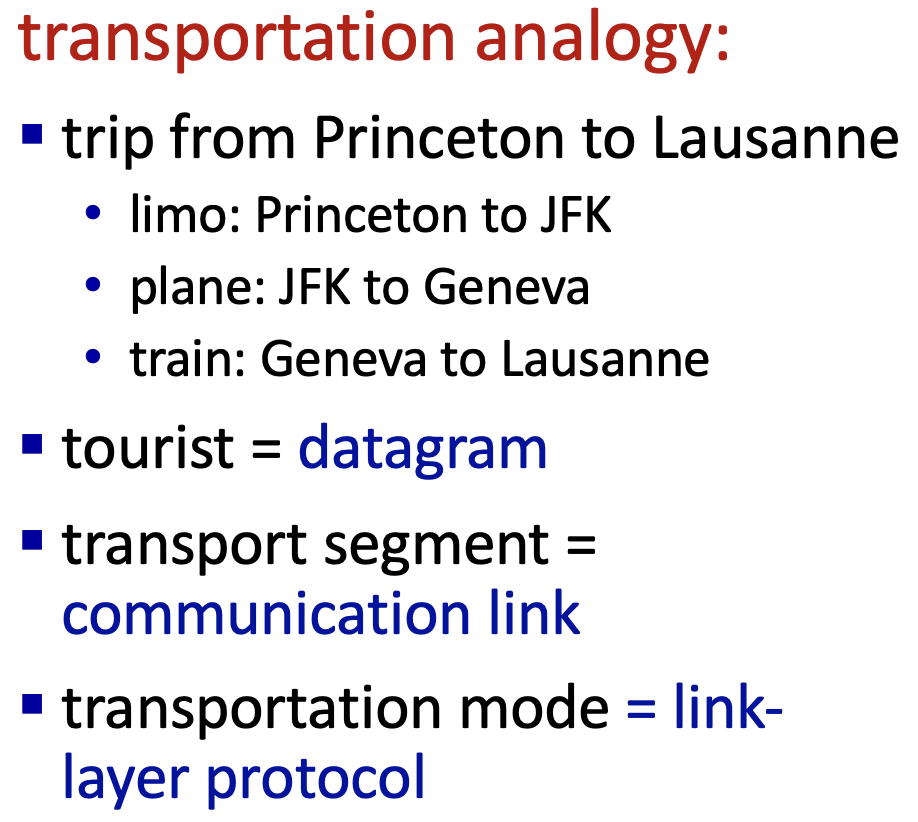 transportation analogy:
▪ trip from Princeton to Lausanne
• limo: Princeton to JFK
• plane: JFK to Geneva
• train: Geneva to Lausanne
▪ tourist = datagram
▪ transport segment =
communication link
▪ transportation mode = link-
layer protocol